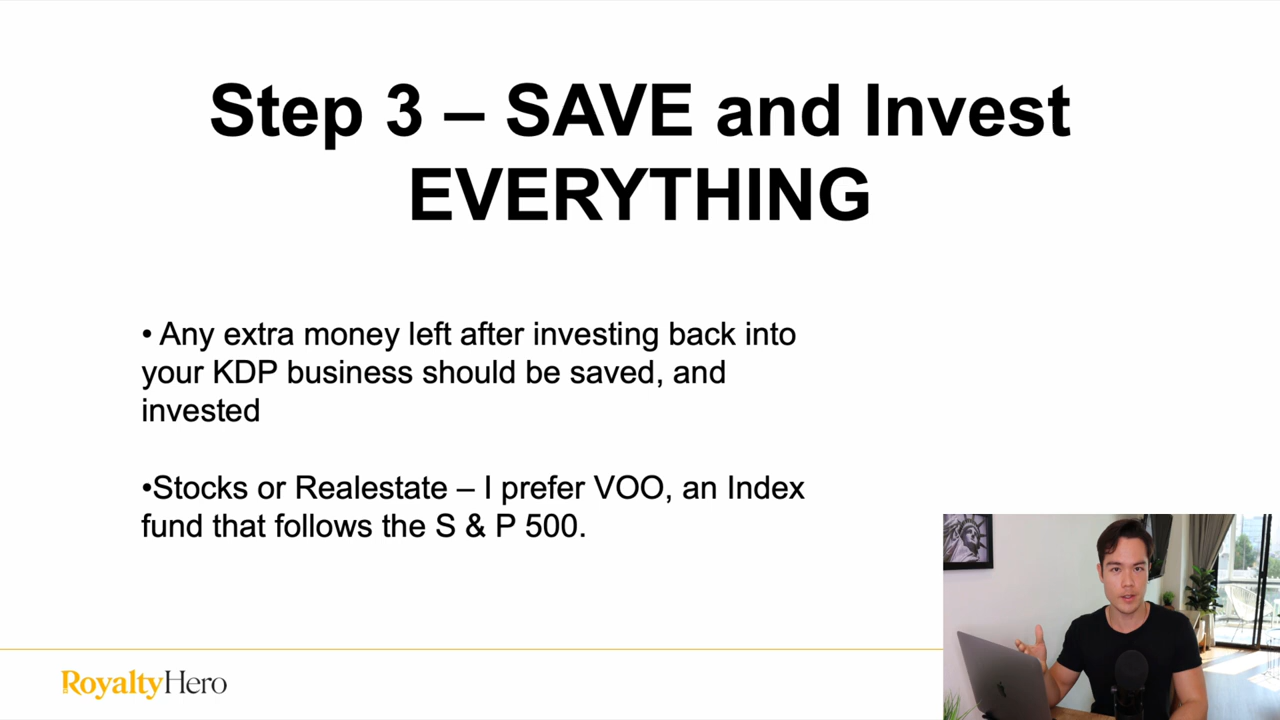 Step 3 – SAVE and Invest
EVERYTHING
• Any extra money left after investing back into
your KDP business should be saved, and
invested
•Stocks or Realestate – I prefer VOO, an Index
fund that follows the S & P 500.
RoyaltyHero